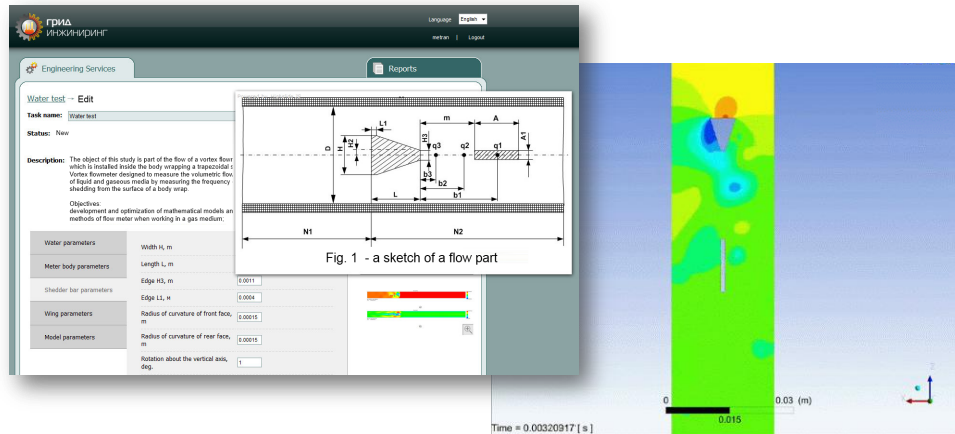 ГРИД
ИНЖИНИРИНГ
Language English
metran | Logout
Engineering Services
Reports
Water test → Edit
Task name: Water test
Status: New
Description: The object of this study is part of the flow of a vortex flowr
which is installed inside the body wrapping a trapezoidal s
Vortex flowmeter designed to measure the volumetric flow
of liquid and gaseous media by measuring the frequency
shedding from the surface of a body wrap.
Objectives:
development and optimization of mathematical models an
methods of flow meter when working in a gas medium;
Water parameters
Meter body parameters
Shedder bar parameters
Wing parameters
Model parameters
Width H, m
Length L, m
Edge H3, m 0.0011
Edge L1, м 0.0004
Radius of curvature of front face, m 0.00015
Radius of curvature of rear face, m 0.00015
Rotation about the vertical axis, deg. 1
L1
m
A
D
H
H2
H3
A1
q3
q2
q1
b3
b2
b1
L
N1
N2
Fig. 1 - a sketch of a flow part
0
0.03 (m)
0.015
Z
Time = 0.00320917 [ s ]